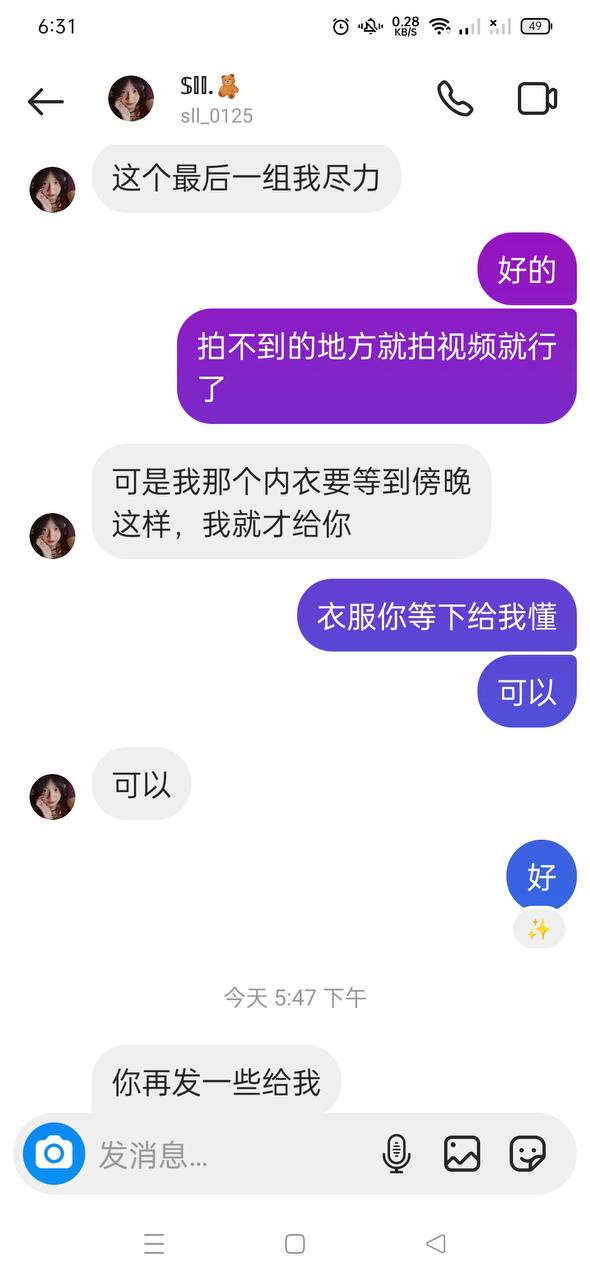 6:31
0.28
KB/S
49
sll.🧸
sll_0125
这个最后一组我尽力
好的
拍不到的地方就拍视频就行
了
可是我那个内衣要等到傍晚
这样，我就才给你
衣服你等下给我懂
可以
可以
好
✨
今天 5:47 下午
你再发一些给我
发消息...